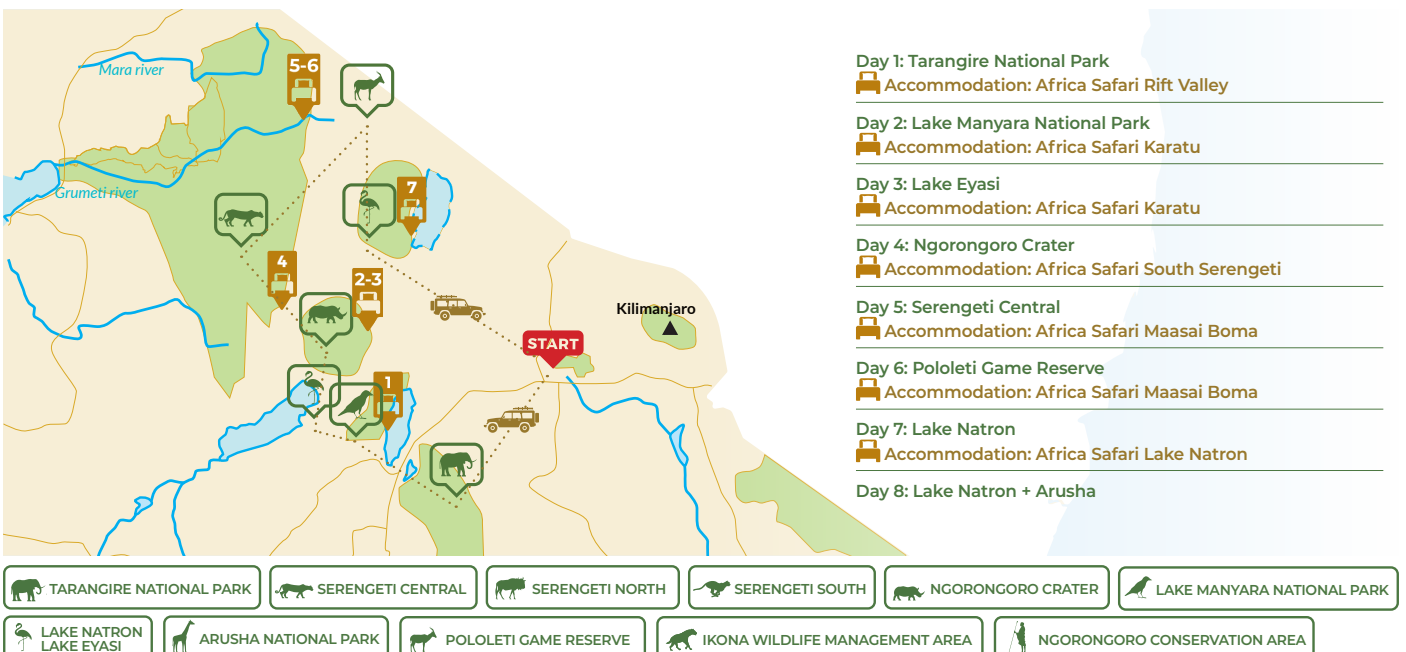 Mara river
5-6
Grumeti river
7
4
2-3
Kilimanjaro
START
1
Day 1: Tarangire National Park
Accommodation: Africa Safari Rift Valley
Day 2: Lake Manyara National Park
Accommodation: Africa Safari Karatu
Day 3: Lake Eyasi
Accommodation: Africa Safari Karatu
Day 4: Ngorongoro Crater
Accommodation: Africa Safari South Serengeti
Day 5: Serengeti Central
Accommodation: Africa Safari Maasai Boma
Day 6: Pololeti Game Reserve
Accommodation: Africa Safari Maasai Boma
Day 7: Lake Natron
Accommodation: Africa Safari Lake Natron
Day 8: Lake Natron + Arusha
TARANGIRE NATIONAL PARK
SERENGETI CENTRAL
SERENGETI NORTH
SERENGETI SOUTH
NGORONGORO CRATER
LAKE MANYARA NATIONAL PARK
LAKE NATRON
LAKE EYASI
ARUSHA NATIONAL PARK
POLOLETI GAME RESERVE
IKONA WILDLIFE MANAGEMENT AREA
NGORONGORO CONSERVATION AREA